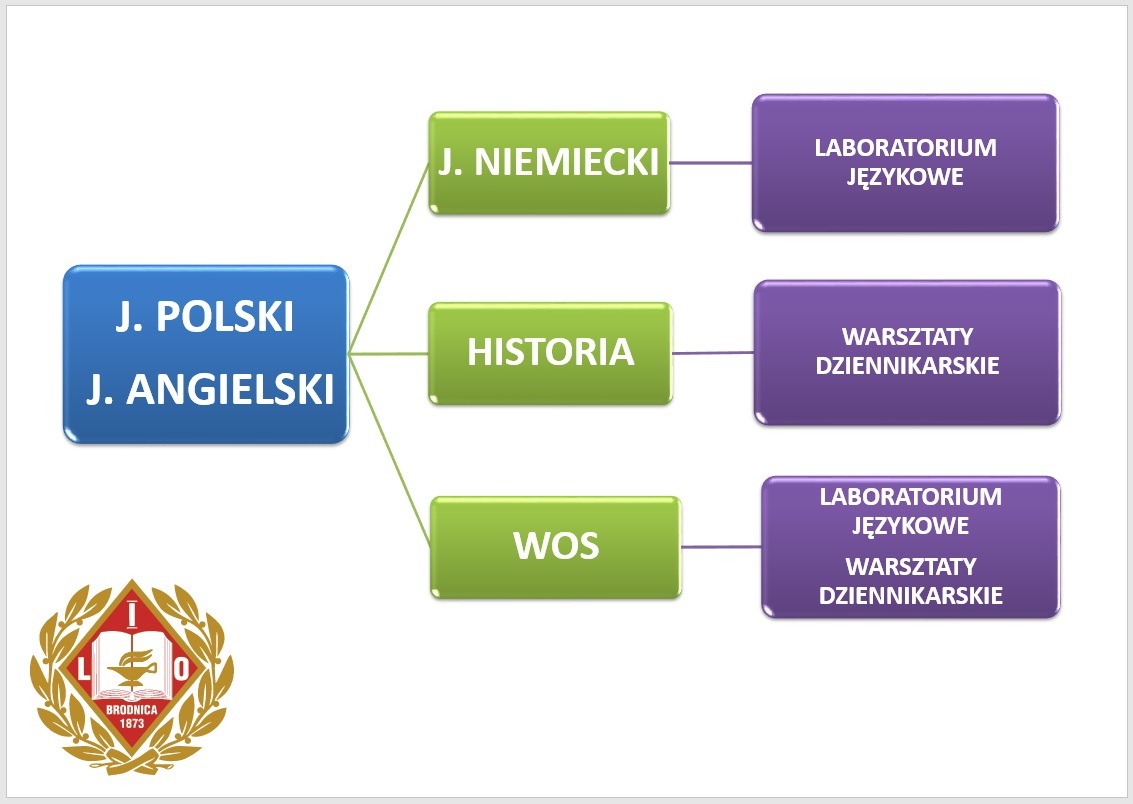 J. POLSKI
J. ANGIELSKI
J. NIEMIECKI
LABORATORIUM
JĘZYKOWE
HISTORIA
WARSZTATY
DZIENNIKARSKIE
WOS
LABORATORIUM
JĘZYKOWE
WARSZTATY
DZIENNIKARSKIE
I
L O
BRODNICA
1873